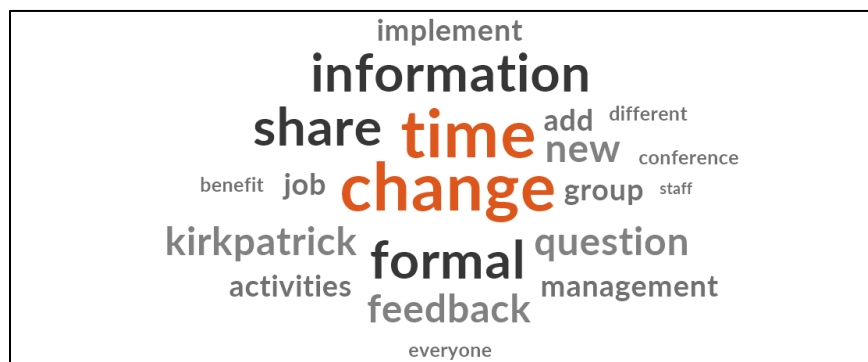 implement
information
share time add different
new conference
benefit job change group staff
kirkpatrick formal question
activities feedback management
everyone